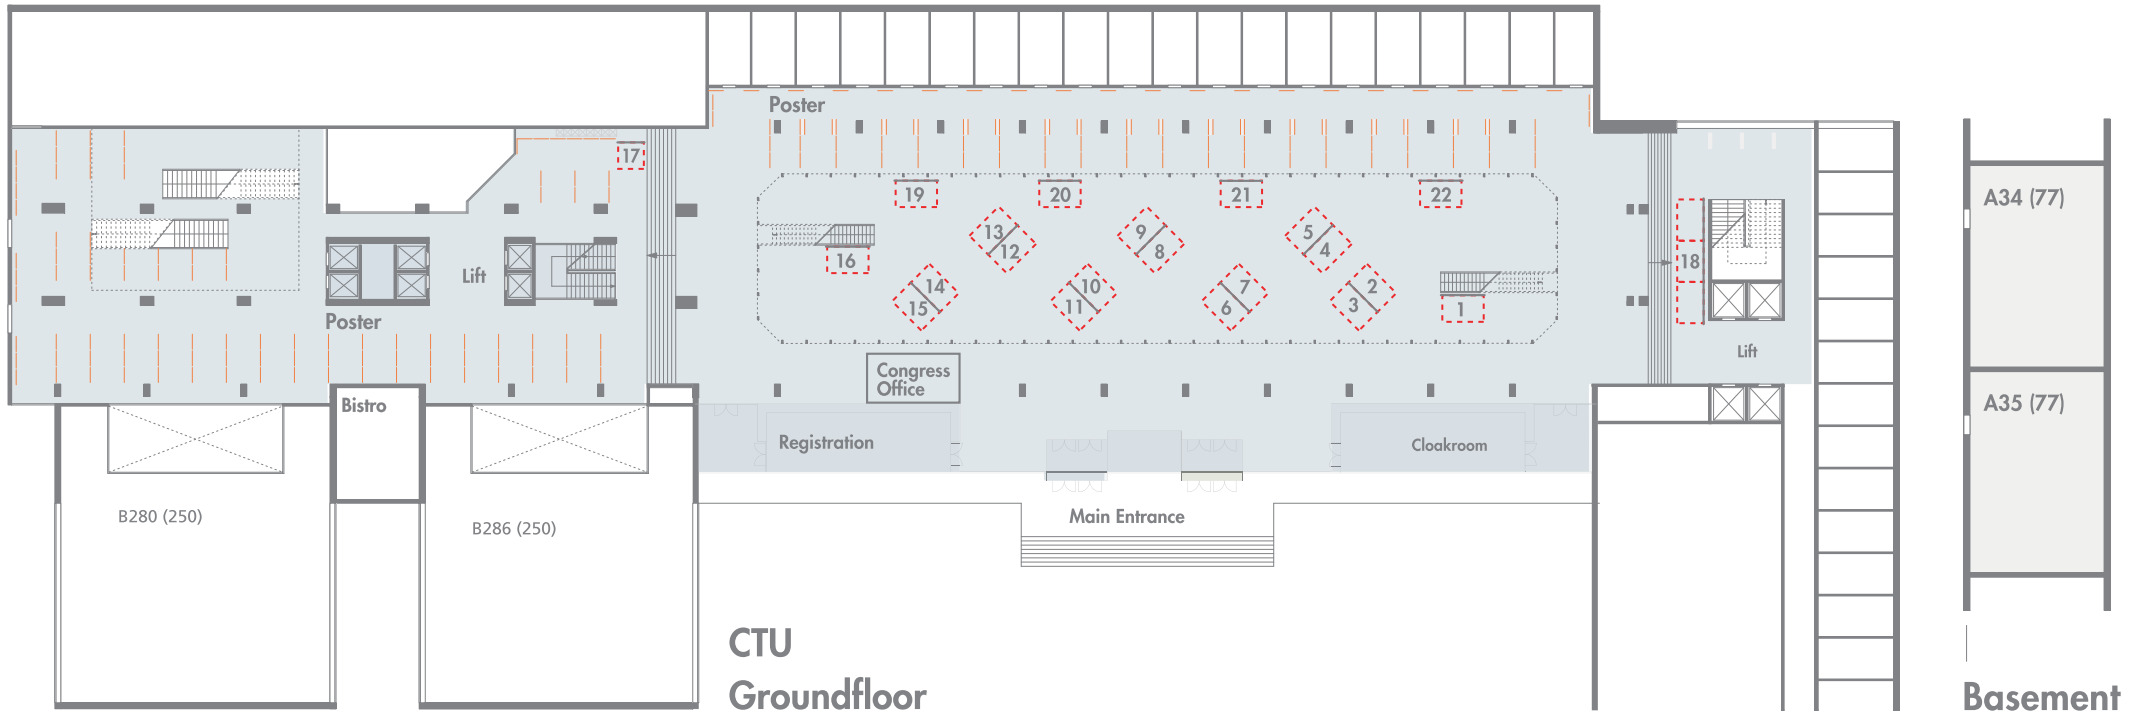 Poster
17
19
20
21
22
A34 (77)
13
12
9
8
5
4
16
18
Lift
14
15
10
11
7
6
2
3
1
Poster
Lift
Congress
Office
Bistro
A35 (77)
Registration
Cloakroom
B280 (250)
B286 (250)
Main Entrance
CTU
Groundfloor
Basement